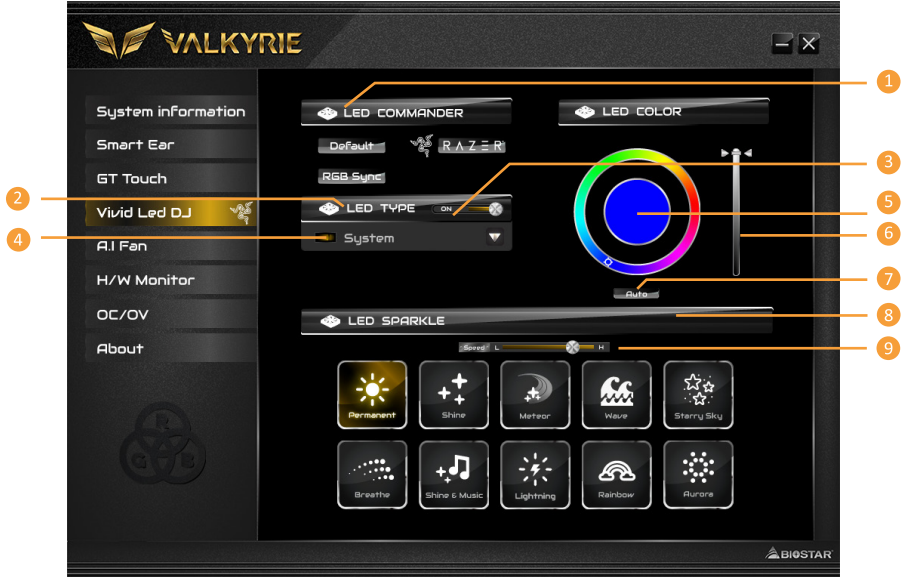 VALKYRIE
System information
Smart Ear
GT Touch
Vivid Led DJ
A.I Fan
H/W Monitor
OC/OV
About
R
G B
LED COMMANDER
Default
RAZER
RGB Sync
LED TYPE
ON
System
LED COLOR
Auto
LED SPARKLE
Speed L H
Permanent
Shine
Meteor
Wave
Starry Sky
Breathe
Shine & Music
Lightning
Rainbow
Aurora
BIOSTAR
1
2
3
4
5
6
7
8
9